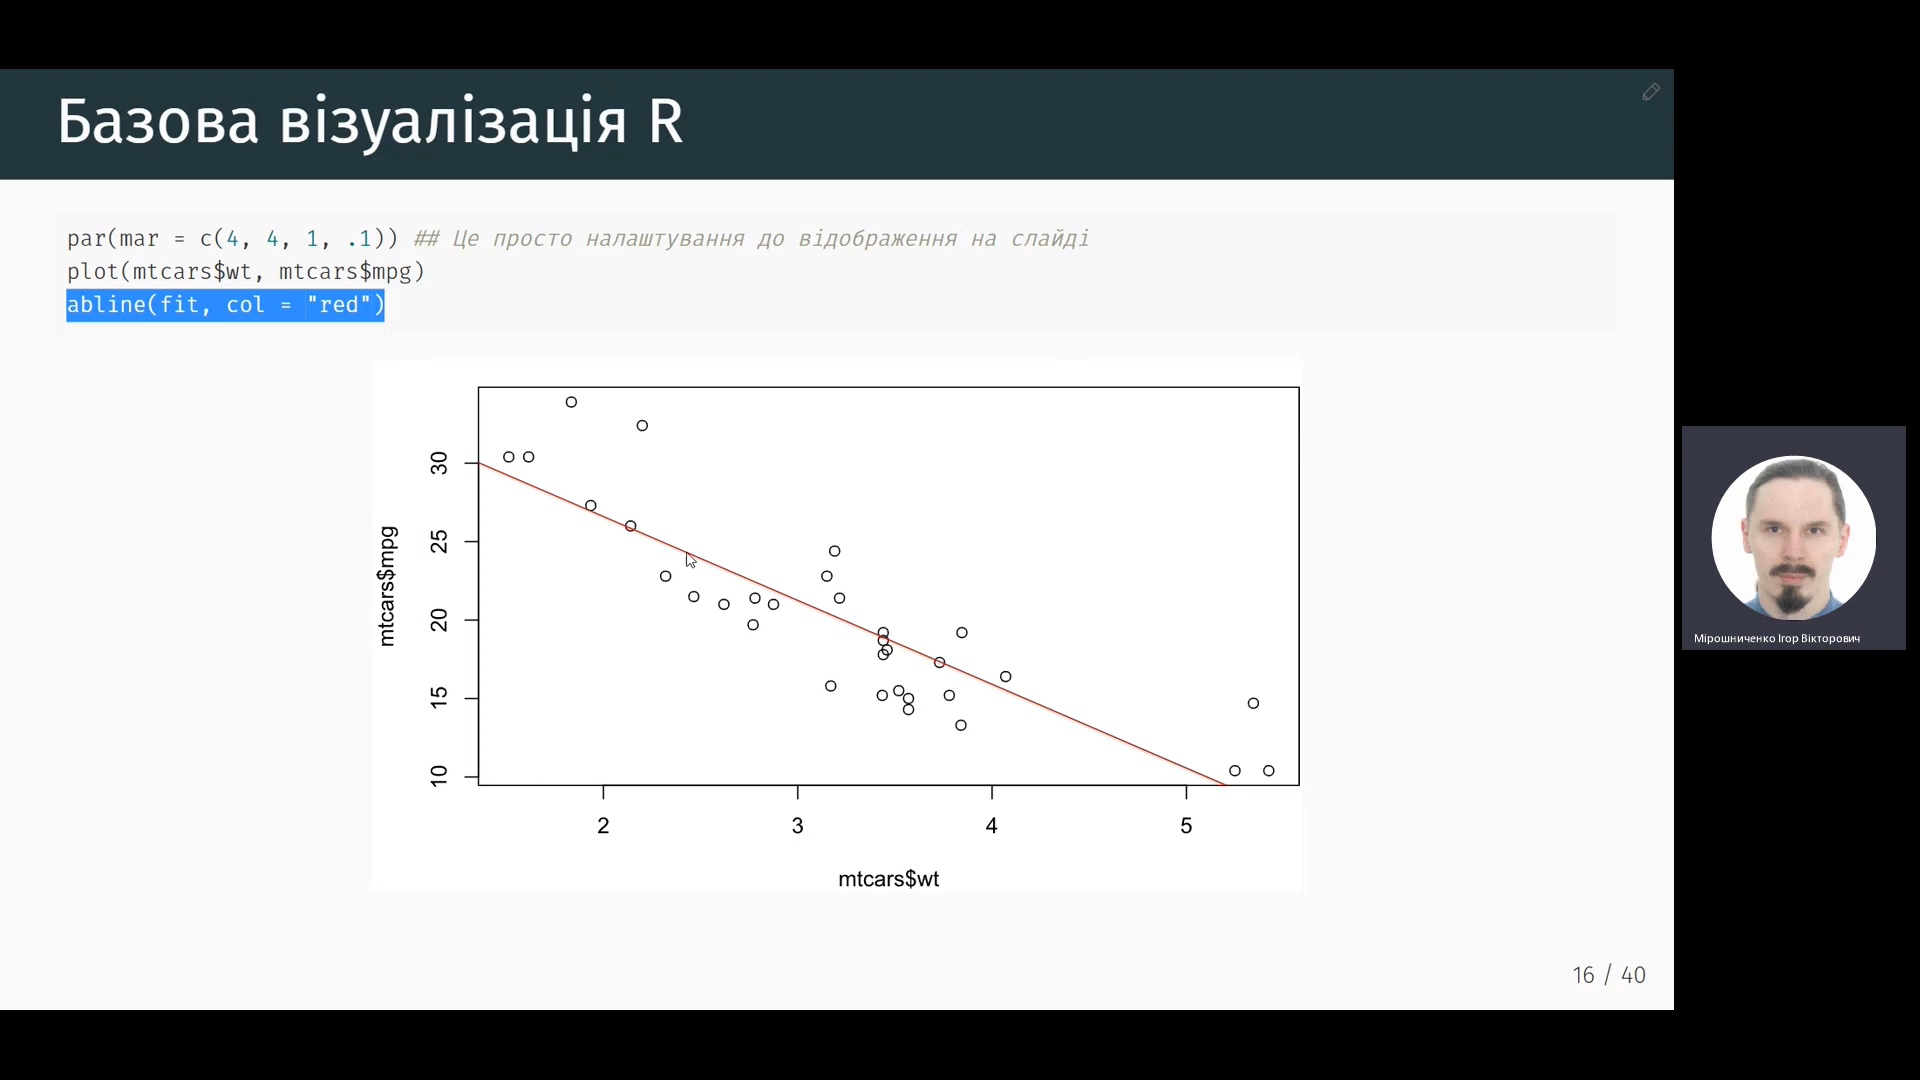 Базова візуалізація R
par(mar = c(4, 4, 1, .1)) ## Це просто налаштування до відображення на слайді
plot(mtcars$wt, mtcars$mpg)
abline(fit, col = "red")
30
25
20
15
10
mtcars$mpg
2 3 4 5
mtcars$wt
Мірошниченко Ігор Вікторович
16 / 40